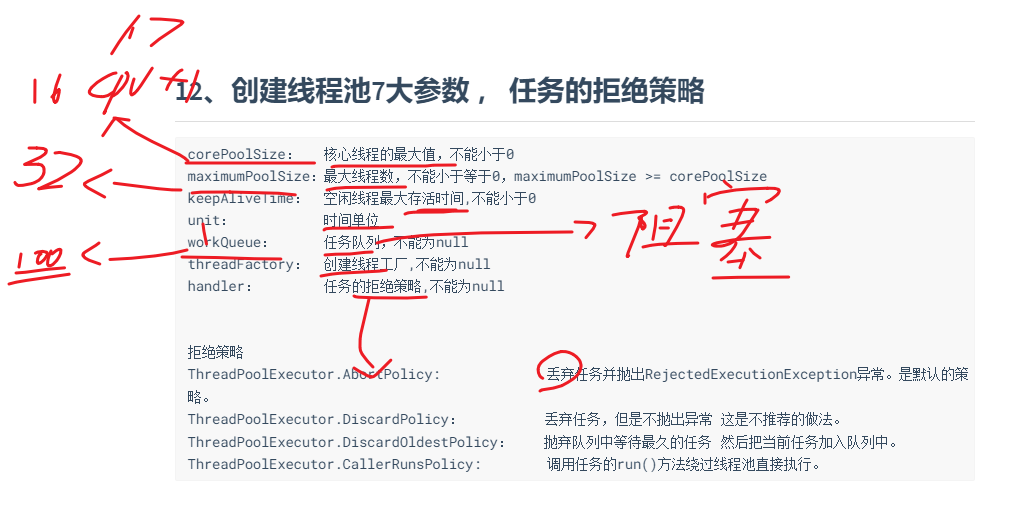 17
16 cpu+1
12、创建线程池7大参数 ， 任务的拒绝策略
corePoolSize： 核心线程的最大值，不能小于0
32
maximumPoolSize：最大线程数，不能小于等于0，maximumPoolSize >= corePoolSize
keepAliveTime： 空闲线程最大存活时间,不能小于0
unit： 时间单位
阻塞
workQueue： 任务队列，不能为null
100
threadFactory： 创建线程工厂,不能为null
handler： 任务的拒绝策略,不能为null
拒绝策略
ThreadPoolExecutor.AbortPolicy: 丢弃任务并抛出RejectedExecutionException异常。是默认的策
略。
ThreadPoolExecutor.DiscardPolicy： 丢弃任务，但是不抛出异常 这是不推荐的做法。
ThreadPoolExecutor.DiscardOldestPolicy： 抛弃队列中等待最久的任务 然后把当前任务加入队列中。
ThreadPoolExecutor.CallerRunsPolicy: 调用任务的run()方法绕过线程池直接执行。